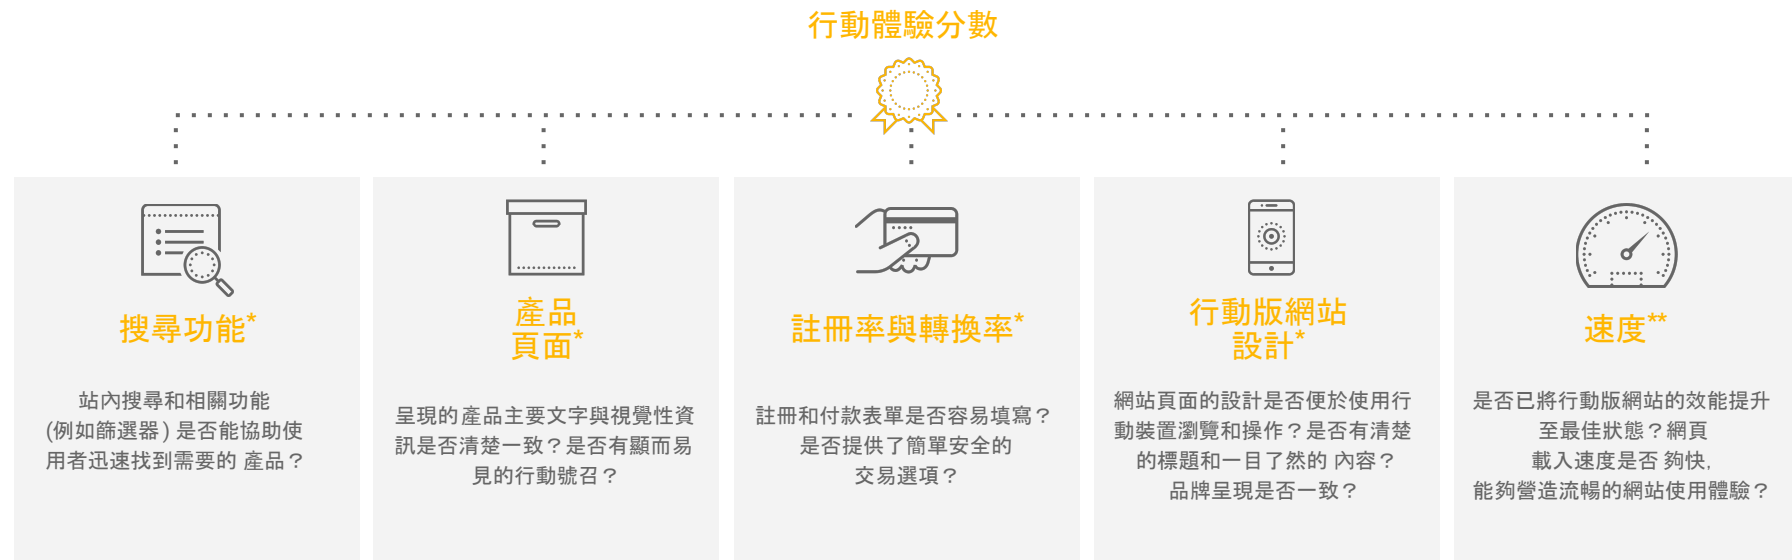 行動體驗分數
搜尋功能*
站內搜尋和相關功能
(例如篩選器) 是否能協助使
用者迅速找到需要的 產品？
產品
頁面*
呈現的產品主要文字與視覺性資
訊是否清楚一致？是否有顯而易
見的行動號召？
註冊率與轉換率*
註冊和付款表單是否容易填寫？
是否提供了簡單安全的
交易選項？
行動版網站
設計*
網站頁面的設計是否便於使用行
動裝置瀏覽和操作？是否有清楚
的標題和一目了然的 內容？
品牌呈現是否一致？
速度**
是否已將行動版網站的效能提升
至最佳狀態？網頁
載入速度是否 夠快,
能夠營造流暢的網站使用體驗？